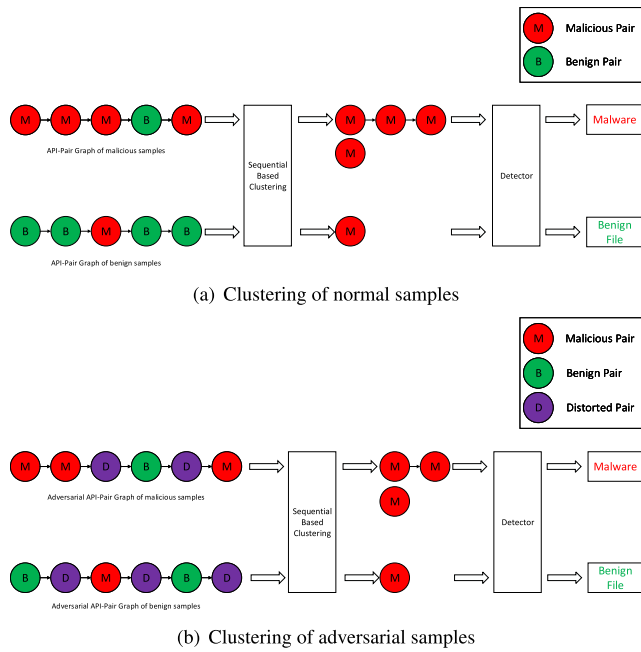 M Malicious Pair
B Benign Pair
M M M B M
API-Pair Graph of malicious samples
Sequential
Based
Clustering
M M M
M
Detector
Malware
B B M B B
API-Pair Graph of benign samples
M
Benign
File
(a) Clustering of normal samples
M Malicious Pair
B Benign Pair
D Distorted Pair
M M D B D M
Adversarial API-Pair Graph of malicious samples
Sequential
Based
Clustering
M M
M
Detector
Malware
B D M D B D
Adversarial API-Pair Graph of benign samples
M
Benign
File
(b) Clustering of adversarial samples